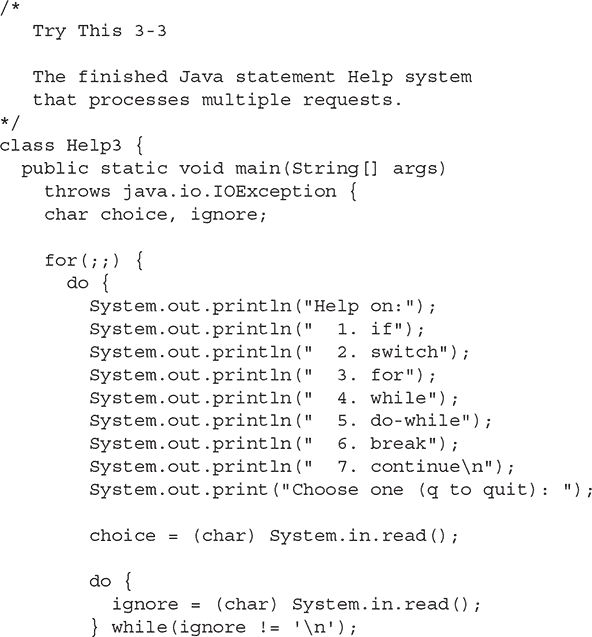 /*
   Try This 3-3

   The finished Java statement Help system
   that processes multiple requests.
*/
class Help3 {
  public static void main(String[] args)
    throws java.io.IOException {
    char choice, ignore;

    for(;;) {
      do {
        System.out.println("Help on:");
        System.out.println("  1. if");
        System.out.println("  2. switch");
        System.out.println("  3. for");
        System.out.println("  4. while");
        System.out.println("  5. do-while");
        System.out.println("  6. break");
        System.out.println("  7. continue\n");
        System.out.print("Choose one (q to quit): ");

        choice = (char) System.in.read();

        do {
          ignore = (char) System.in.read();
        } while(ignore != '\n');